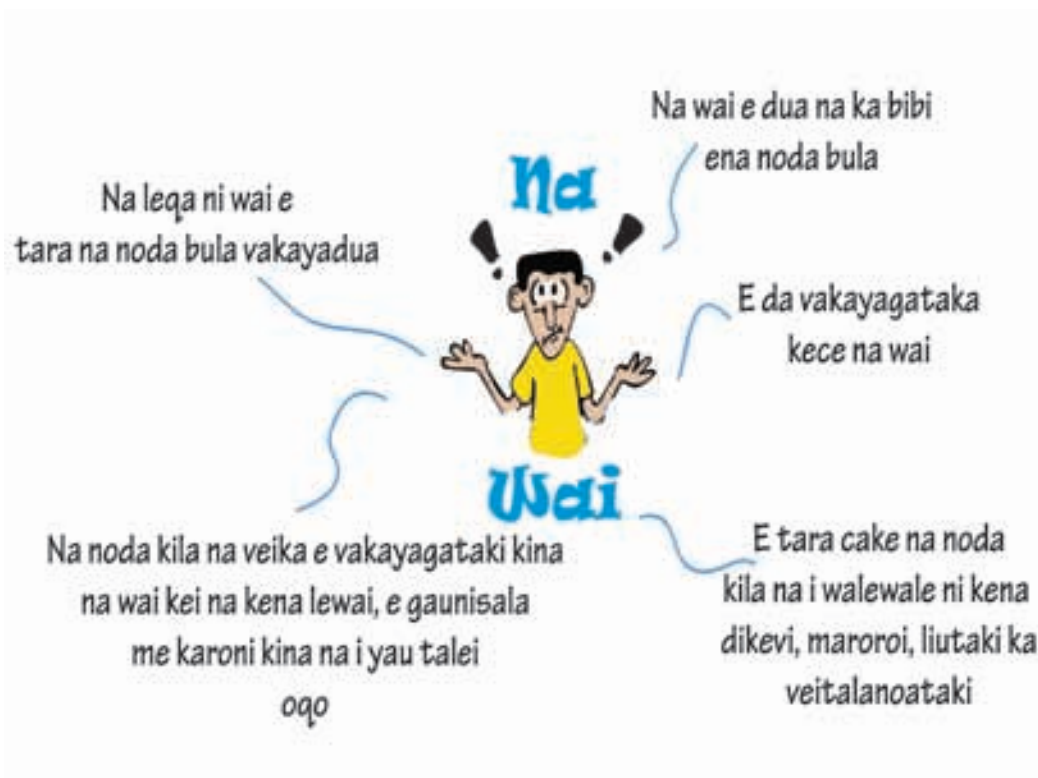 Na
Wai
Na wai e dua na ka bibi
ena noda bula
E da vakayagataka
kece na wai
E tara cake na noda
kila na i walewale ni kena
dikevi, maroroi, liutaki ka
veitalanoataki
Na noda kila na veika e vakayagataki kina
na wai kei na kena lewai, e gaunisala
me karoni kina na i yau talei
oqo
Na leqa ni wai e
tara na noda bula vakayadua